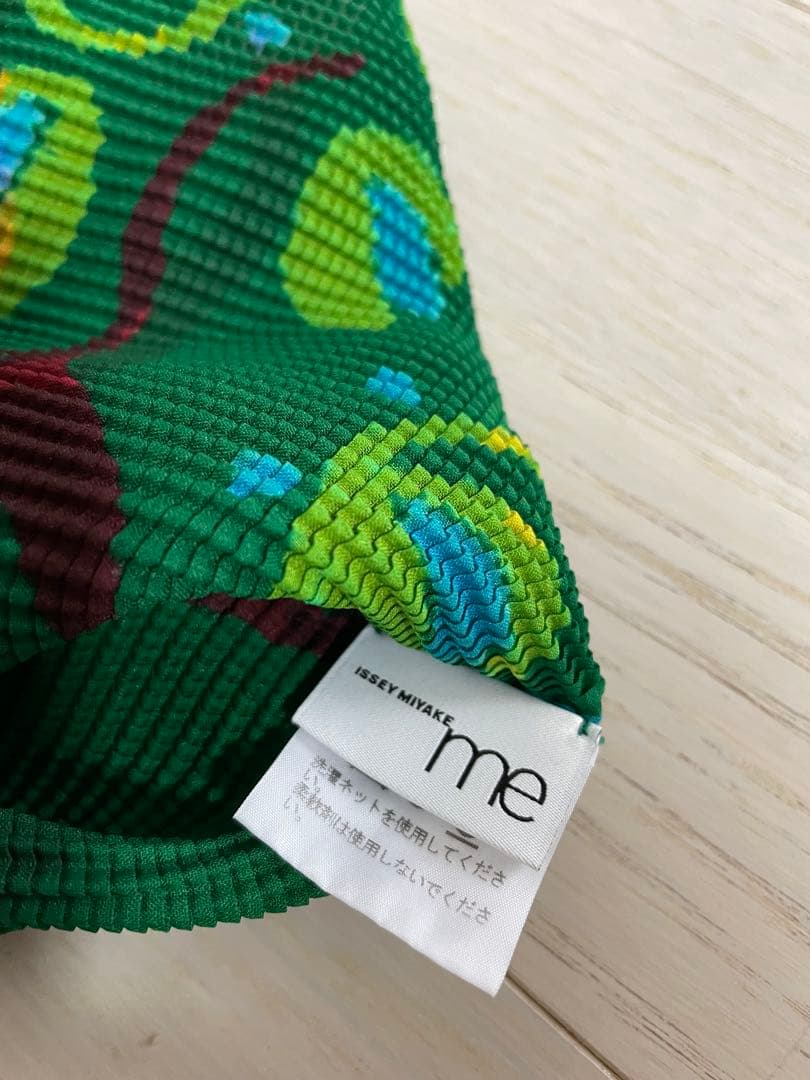 ISSEY MIYAKE
me
洗濯ネットを使用してくださ
い。
柔軟剤は使用しないでくださ
い。